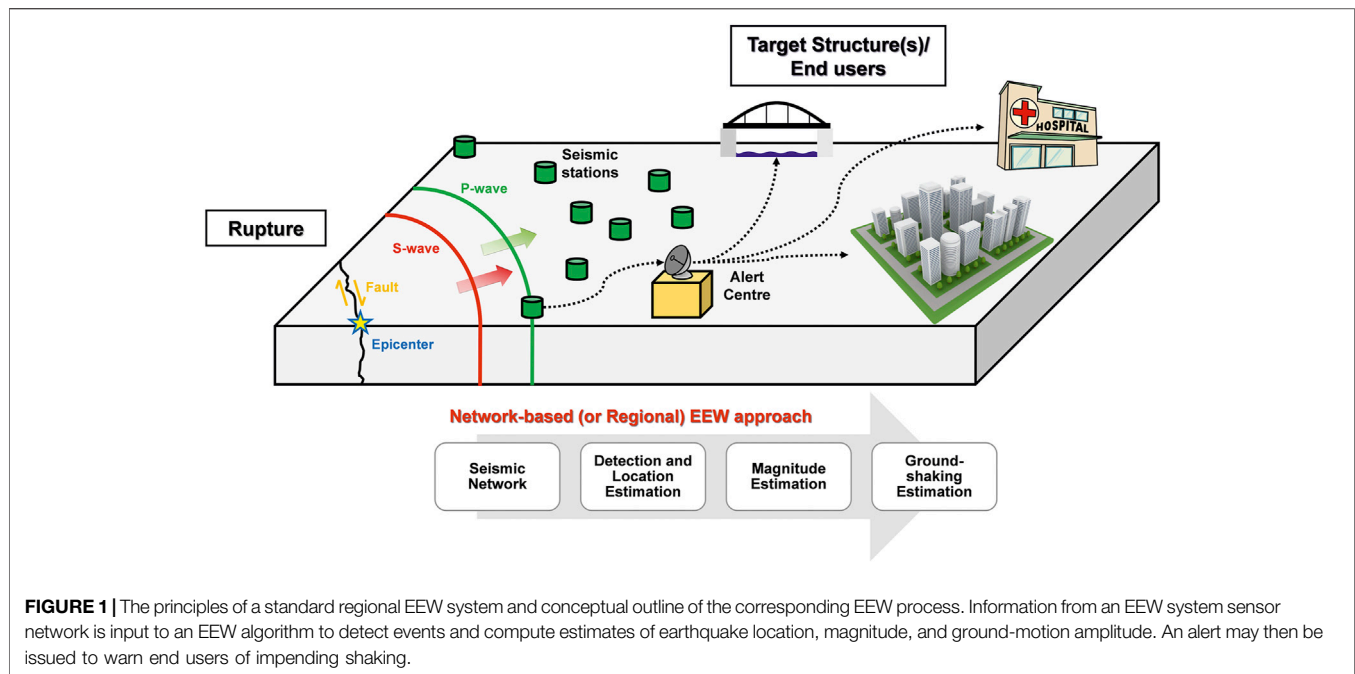 Target Structure(s)/
End users
HOSPITAL
Seismic
stations
P-wave
Rupture
S-wave
Alert
Centre
Fault
Epicenter
Network-based (or Regional) EEW approach
Seismic
Network
Detection and
Location
Estimation
Magnitude
Estimation
Ground-
shaking
Estimation
FIGURE 1 | The principles of a standard regional EEW system and conceptual outline of the corresponding EEW process. Information from an EEW system sensor
network is input to an EEW algorithm to detect events and compute estimates of earthquake location, magnitude, and ground-motion amplitude. An alert may then be
issued to warn end users of impending shaking.